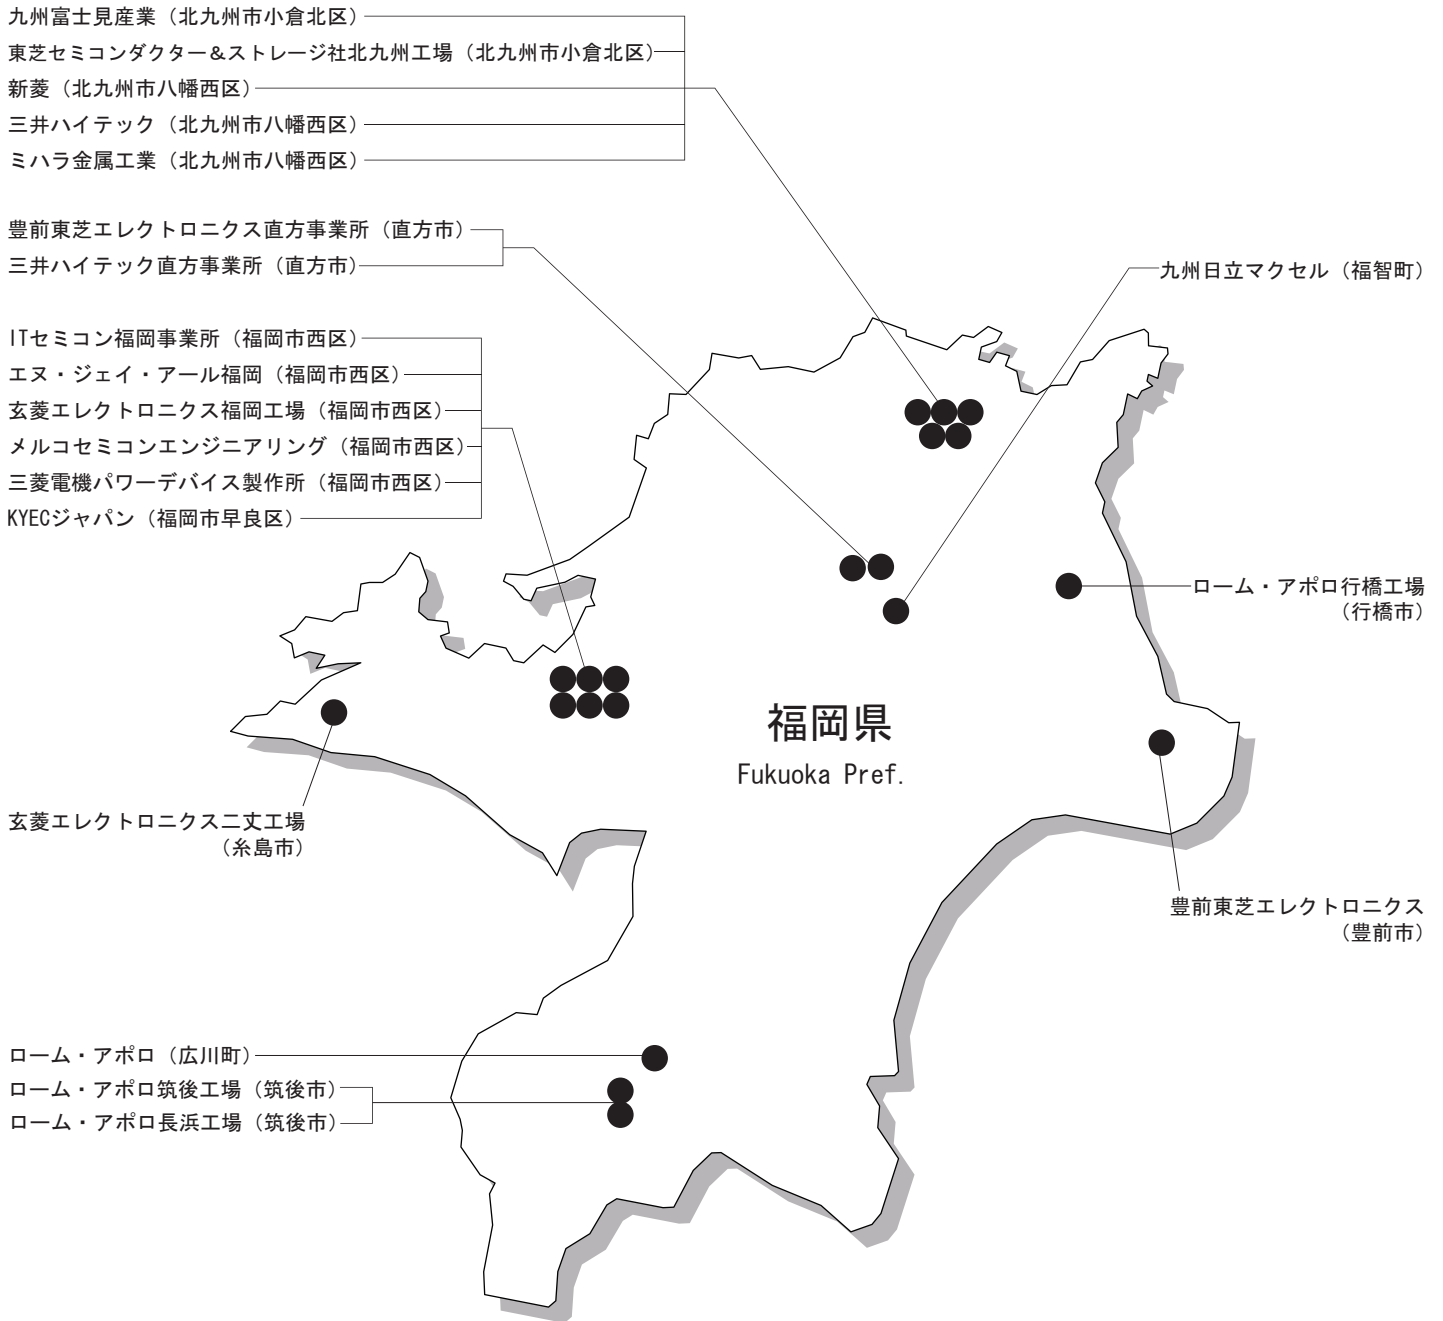 九州富士見産業（北九州市小倉北区）
東芝セミコンダクター＆ストレージ社北九州工場（北九州市小倉北区）
新菱（北九州市八幡西区）
三井ハイテック（北九州市八幡西区）
ミハラ金属工業（北九州市八幡西区）
豊前東芝エレクトロニクス直方事業所（直方市）
三井ハイテック直方事業所（直方市）
九州日立マクセル（福智町）
ITセミコン福岡事業所（福岡市西区）
エヌ・ジェイ・アール福岡（福岡市西区）
玄菱エレクトロニクス福岡工場（福岡市西区）
メルコセミコンエンジニアリング（福岡市西区）
三菱電機パワーデバイス製作所（福岡市西区）
KYECジャパン（福岡市早良区）
ローム・アポロ行橋工場
（行橋市）
福岡県
Fukuoka Pref.
玄菱エレクトロニクス二丈工場
（糸島市）
豊前東芝エレクトロニクス
（豊前市）
ローム・アポロ（広川町）
ローム・アポロ筑後工場（筑後市）
ローム・アポロ長浜工場（筑後市）